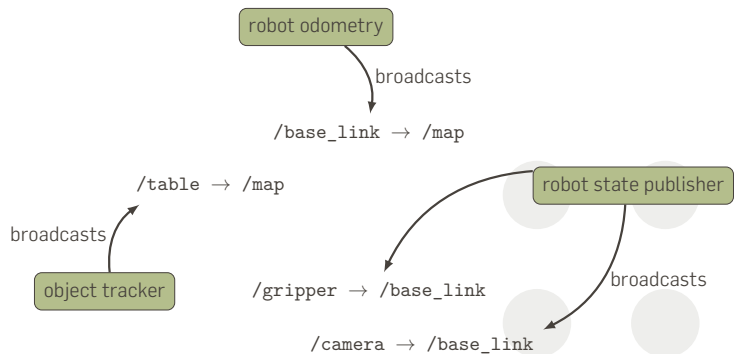 robot odometry
broadcasts
/base_link → /map
/table → /map
robot state publisher
broadcasts
object tracker
/gripper → /base_link
broadcasts
/camera → /base_link